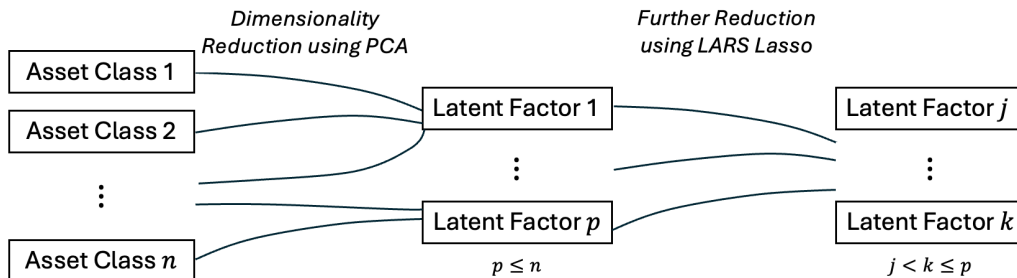 Dimensionality
Reduction using PCA
Further Reduction
using LARS Lasso
Asset Class 1
Asset Class 2
⋮
Asset Class n
Latent Factor 1
⋮
Latent Factor p
p ≤ n
Latent Factor j
⋮
Latent Factor k
j < k ≤ p